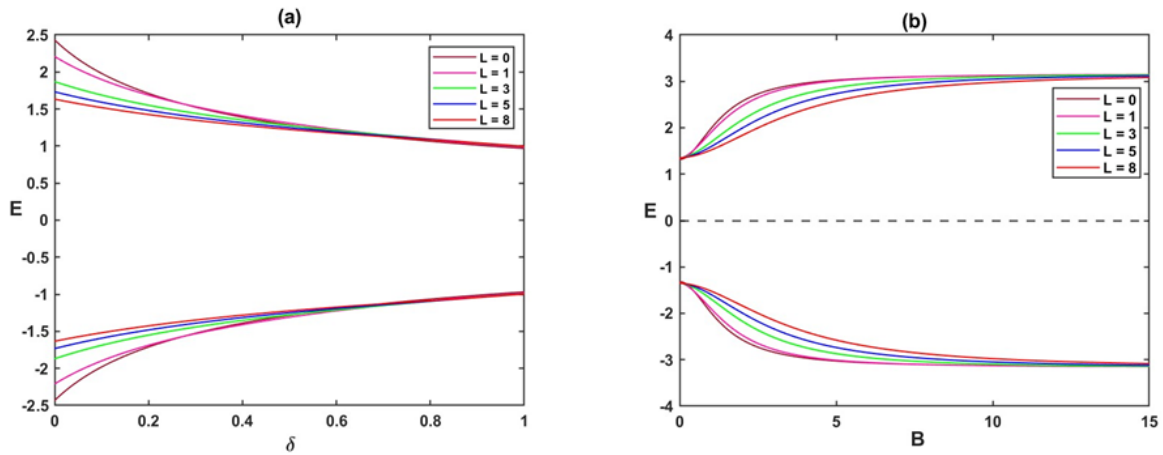 (a)
2.5
2
1.5
1
0.5
0
-0.5
-1
-1.5
-2
-2.5
E
L = 0
L = 1
L = 3
L = 5
L = 8
0 0.2 0.4 0.6 0.8 1
δ
(b)
4
3
2
1
0
-1
-2
-3
-4
E
L = 0
L = 1
L = 3
L = 5
L = 8
0 5 10 15
B